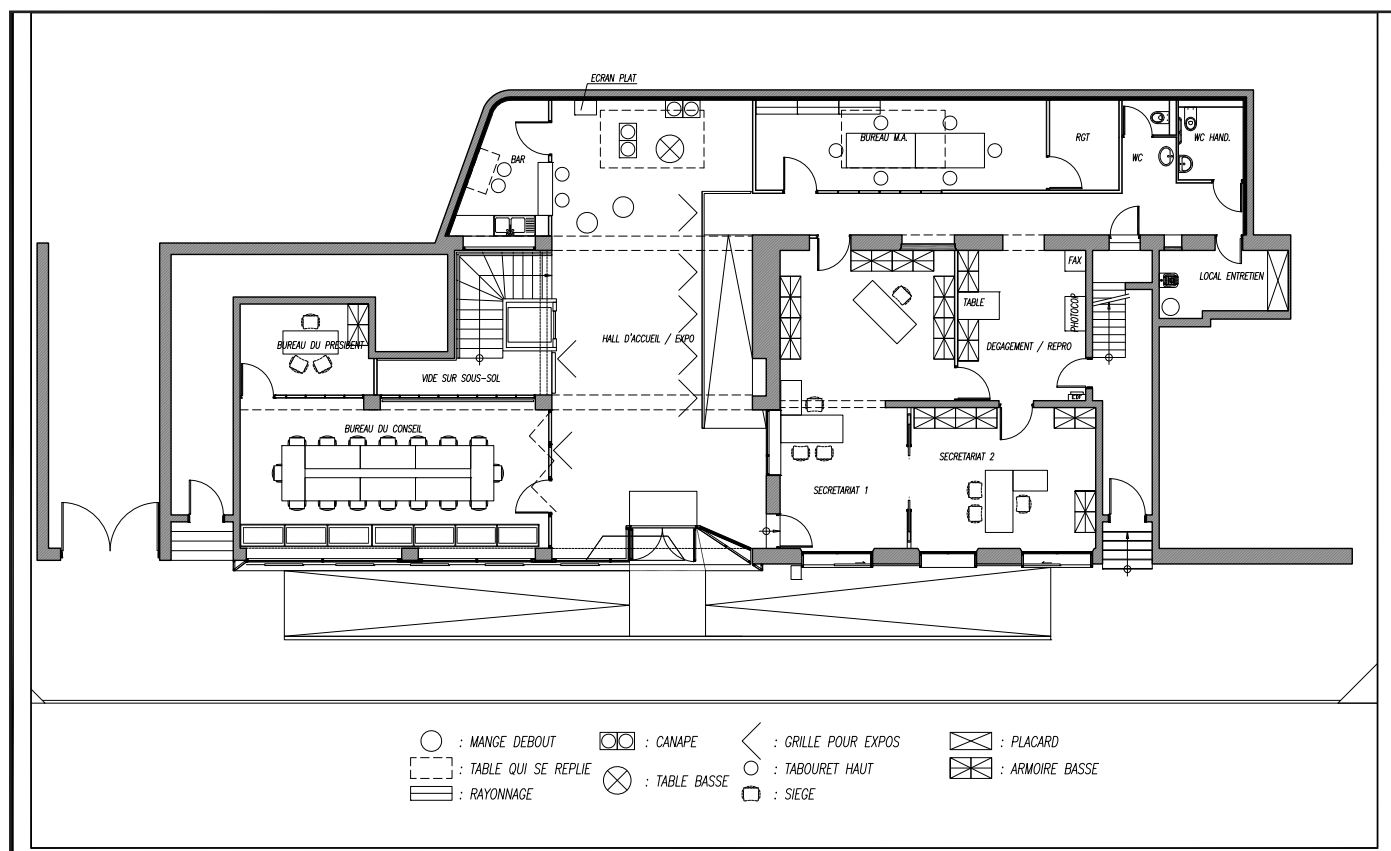 ECRAN PLAT
BAR
BUREAU M.A.
RGT
WC
WC HAND.
FAX
LOCAL ENTRETIEN
TABLE
PHOTOCOP
HALL D'ACCUEIL / EXPO
DEGAGEMENT / REPRO
BUREAU DU PRESIDENT
VIDE SUR SOUS-SOL
EDF
BUREAU DU CONSEIL
SECRETARIAT 2
SECRETARIAT 1
: MANGE DEBOUT
: CANAPE
: GRILLE POUR EXPOS
: PLACARD
: TABLE QUI SE REPLIE
: TABLE BASSE
: TABOURET HAUT
: ARMOIRE BASSE
: RAYONNAGE
: SIEGE